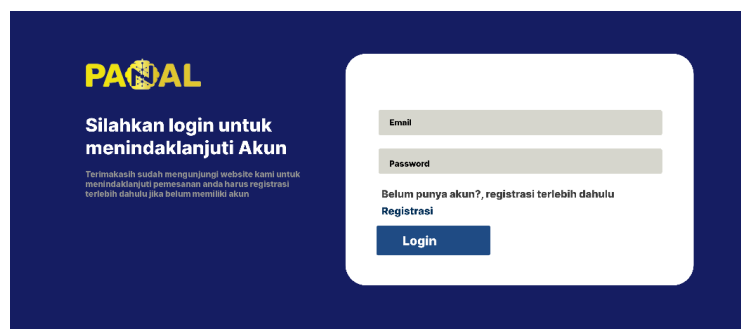 PANAL
Silahkan login untuk
menindaklanjuti Akun
Terimakasih sudah mengunjungi website kami untuk
menindaklanjuti pemesanan anda harus registrasi
terlebih dahulu jika belum memiliki akun
Email
Password
Belum punya akun?, registrasi terlebih dahulu
Registrasi
Login